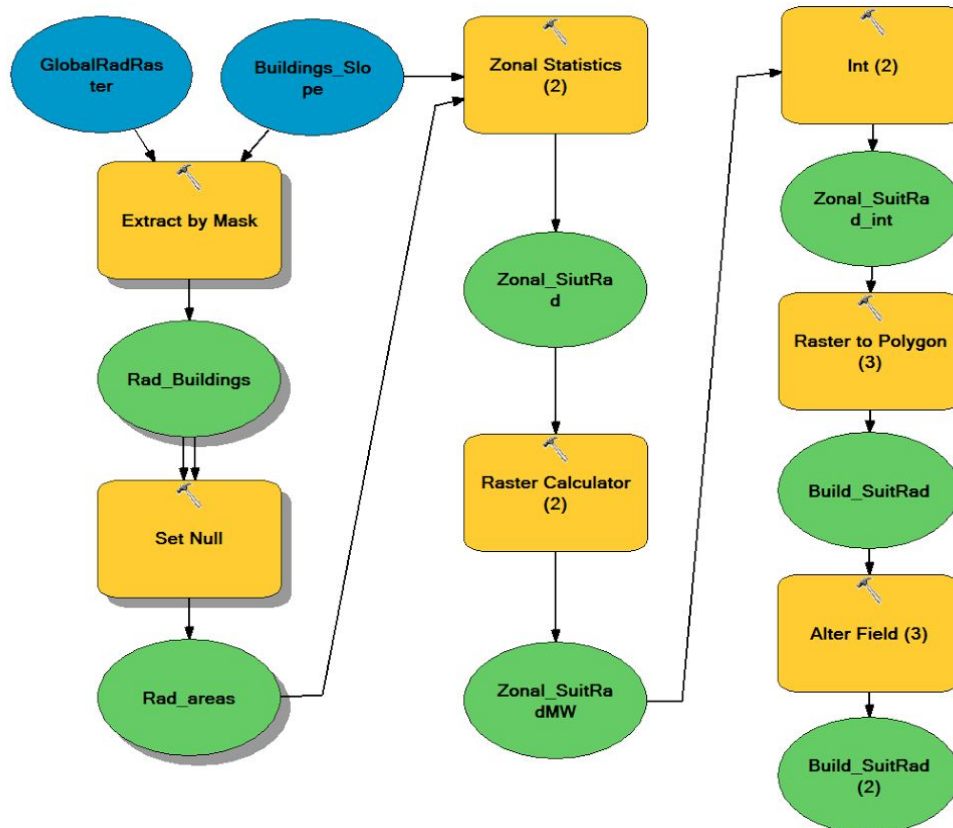 GlobalRadRas
ter
Buildings_Slo
pe
Extract by Mask
Rad_Buildings
Set Null
Rad_areas
Zonal Statistics
(2)
Zonal_SiutRa
d
Raster Calculator
(2)
Zonal_SuitRa
dMW
Int (2)
Zonal_SuitRa
d_int
Raster to Polygon
(3)
Build_SuitRad
Alter Field (3)
Build_SuitRad
(2)